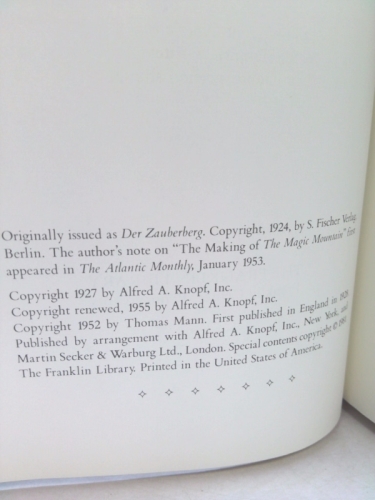 Originally issued as Der Zauberberg. Copyright, 1924, by S. Fischer Verlag,
Berlin. The author's note on "The Making of The Magic Mountain" first
appeared in The Atlantic Monthly, January 1953.
Copyright 1927 by Alfred A. Knopf, Inc.
Copyright renewed, 1955 by Alfred A. Knopf, Inc.
Copyright 1952 by Thomas Mann. First published in England in
Published by arrangement with Alfred A. Knopf, Inc., New York, and
Martin Secker & Warburg Ltd., London. Special contents copyright ©
The Franklin Library. Printed in the United States of America.